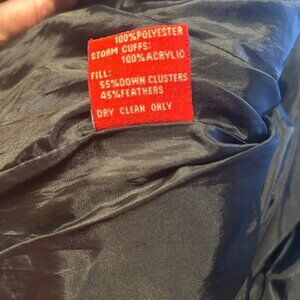 100%POLYESTER
STORM CUFFS:
100%ACRYLIC
FILL:
55%DOWN CLUSTERS
45%FEATHERS
DRY CLEAN ONLY